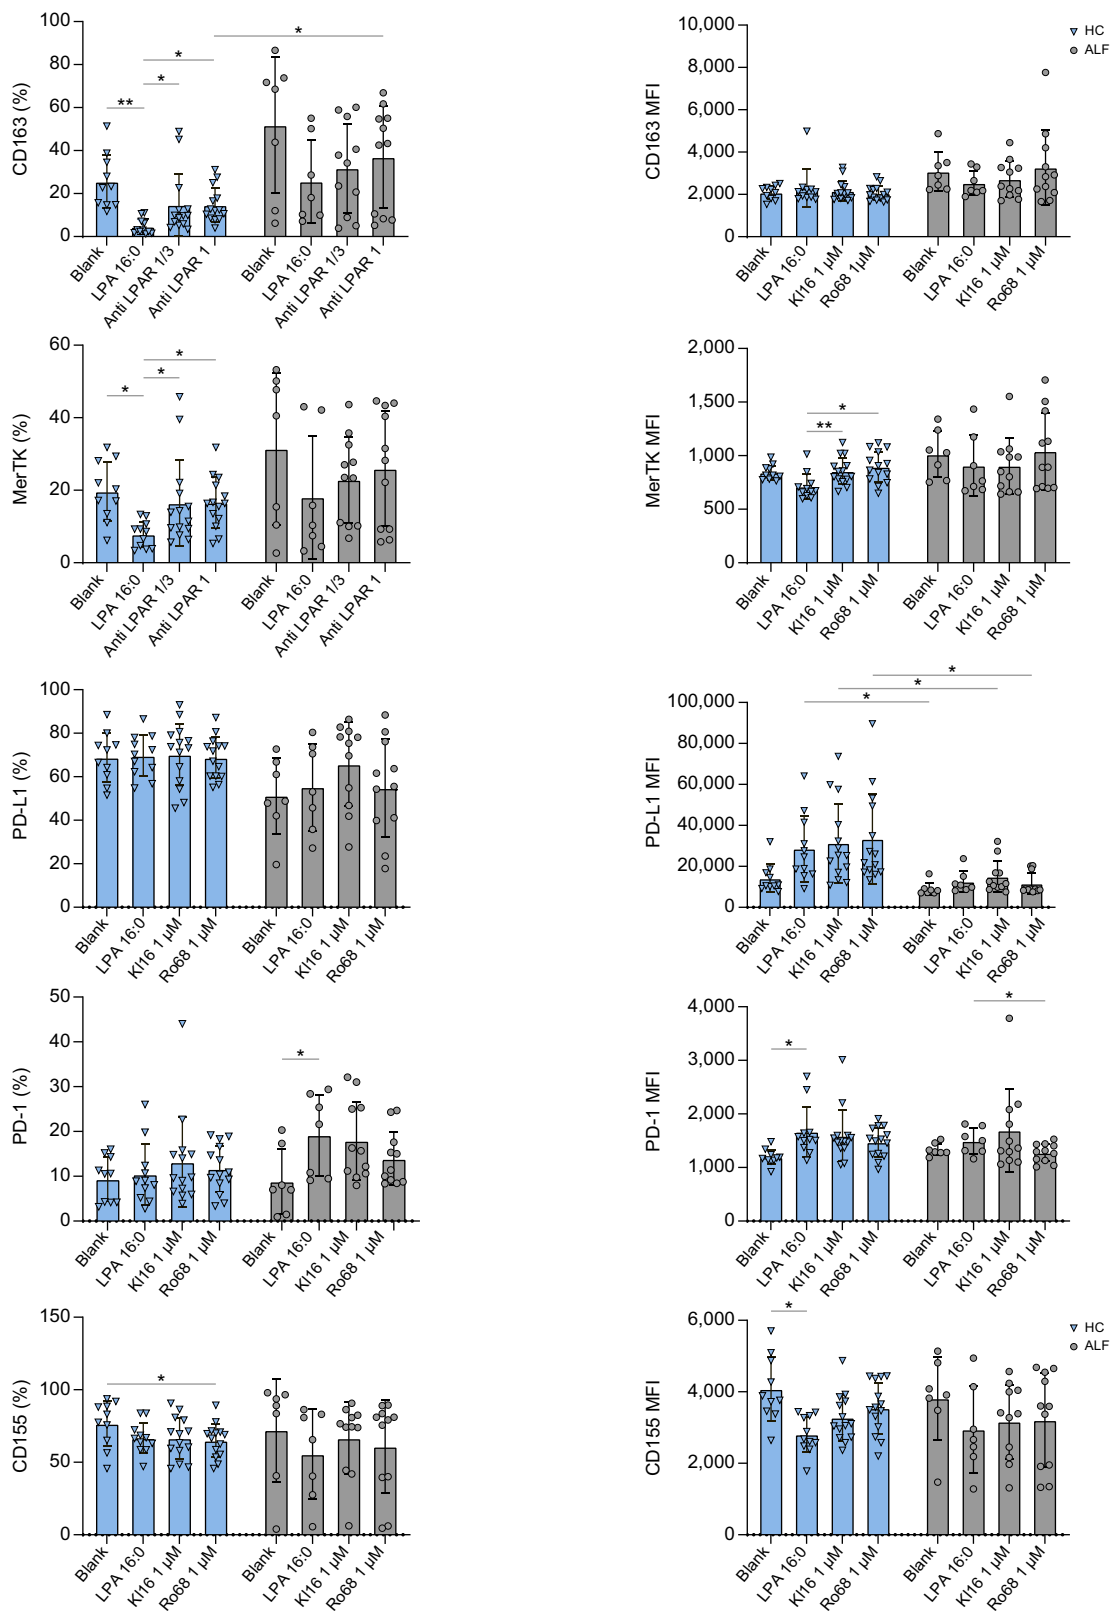 100
80
60
40
20
0
CD163 (%)
*
*
*
**
Blank
LPA 16:0
Anti LPAR 1/3
Anti LPAR 1
Blank
LPA 16:0
Anti LPAR 1/3
Anti LPAR 1
10,000
8,000
6,000
4,000
2,000
0
CD163 MFI
HC
ALF
Blank
LPA 16:0
KI16 1 µM
Ro68 1µM
Blank
LPA 16:0
KI16 1 µM
Ro68 1 µM
60
40
20
0
MerTK (%)
*
*
*
Blank
LPA 16:0
Anti LPAR 1/3
Anti LPAR 1
Blank
LPA 16:0
Anti LPAR 1/3
Anti LPAR 1
2,000
1,500
1,000
500
0
MerTK MFI
*
**
Blank
LPA 16:0
KI16 1 µM
Ro68 1 µM
Blank
LPA 16:0
KI16 1 µM
Ro68 1 µM
100
80
60
40
20
0
PD-L1 (%)
Blank
LPA 16:0
KI16 1 µM
Ro68 1 µM
Blank
LPA 16:0
KI16 1 µM
Ro68 1 µM
100,000
80,000
60,000
40,000
20,000
0
PD-L1 MFI
*
*
*
Blank
LPA 16:0
KI16 1 µM
Ro68 1 µM
Blank
LPA 16:0
KI16 1 µM
Ro68 1 µM
50
40
30
20
10
0
PD-1 (%)
*
Blank
LPA 16:0
KI16 1 µM
Ro68 1 µM
Blank
LPA 16:0
KI16 1 µM
Ro68 1 µM
4,000
3,000
2,000
1,000
0
PD-1 MFI
*
*
Blank
LPA 16:0
KI16 1 µM
Ro68 1 µM
Blank
LPA 16:0
KI16 1 µM
Ro68 1 µM
150
100
50
0
CD155 (%)
*
Blank
LPA 16:0
KI16 1 µM
Ro68 1 µM
Blank
LPA 16:0
KI16 1 µM
Ro68 1 µM
6,000
4,000
2,000
0
CD155 MFI
*
HC
ALF
Blank
LPA 16:0
KI16 1 µM
Ro68 1 µM
Blank
LPA 16:0
KI16 1 µM
Ro68 1 µM